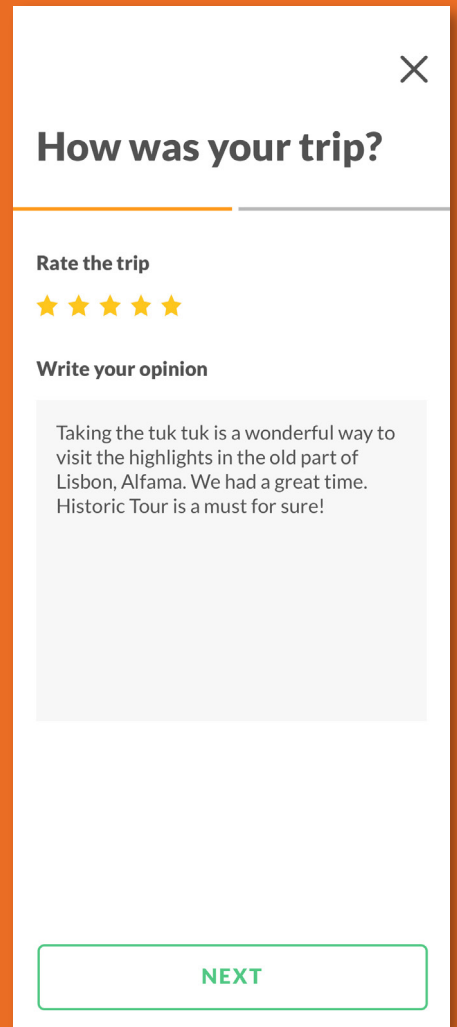 How was your trip?
Rate the trip
Write your opinion
Taking the tuk tuk is a wonderful way to
visit the highlights in the old part of
Lisbon, Alfama. We had a great time.
Historic Tour is a must for sure!
NEXT